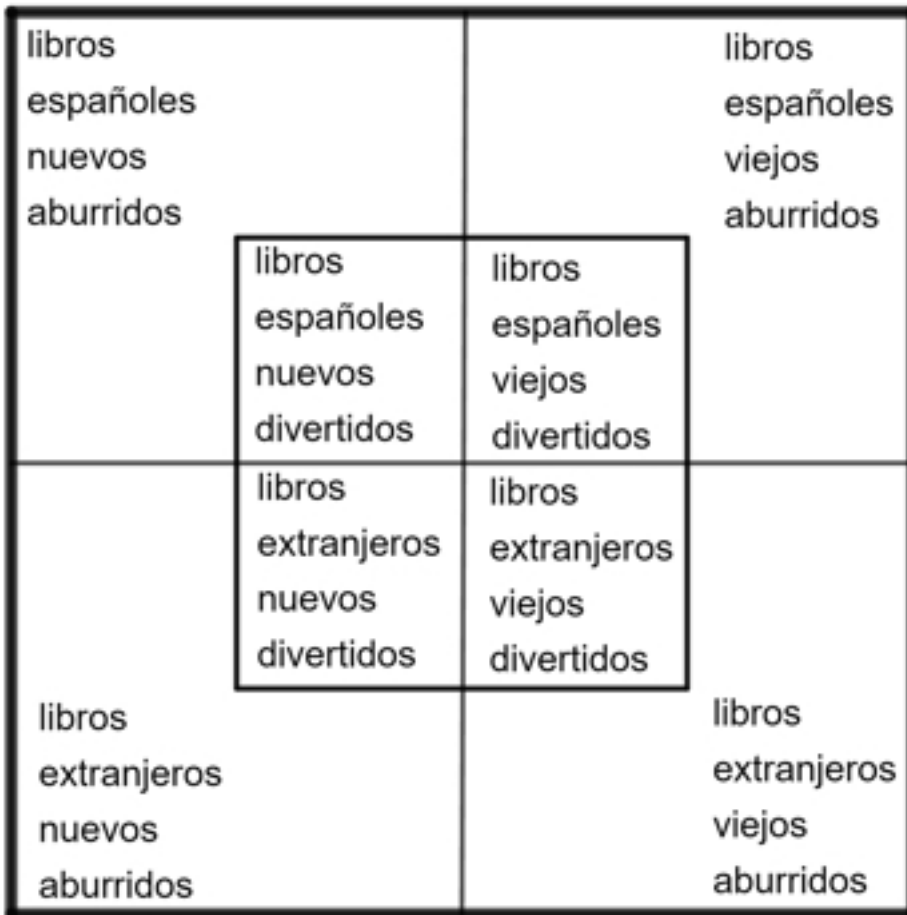 libros
españoles
nuevos
aburridos
libros
españoles
viejos
aburridos
libros
españoles
nuevos
divertidos
libros
españoles
viejos
divertidos
libros
extranjeros
nuevos
divertidos
libros
extranjeros
viejos
divertidos
libros
extranjeros
nuevos
aburridos
libros
extranjeros
viejos
aburridos